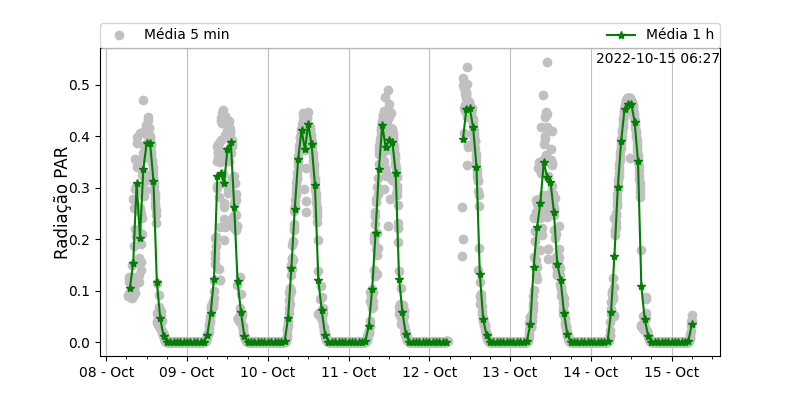 Média 5 min Média 1 h
2022-10-15 06:27
0.5
0.4
0.3
0.2
0.1
0.0
Radiação PAR
08 - Oct 09 - Oct 10 - Oct 11 - Oct 12 - Oct 13 - Oct 14 - Oct 15 - Oct